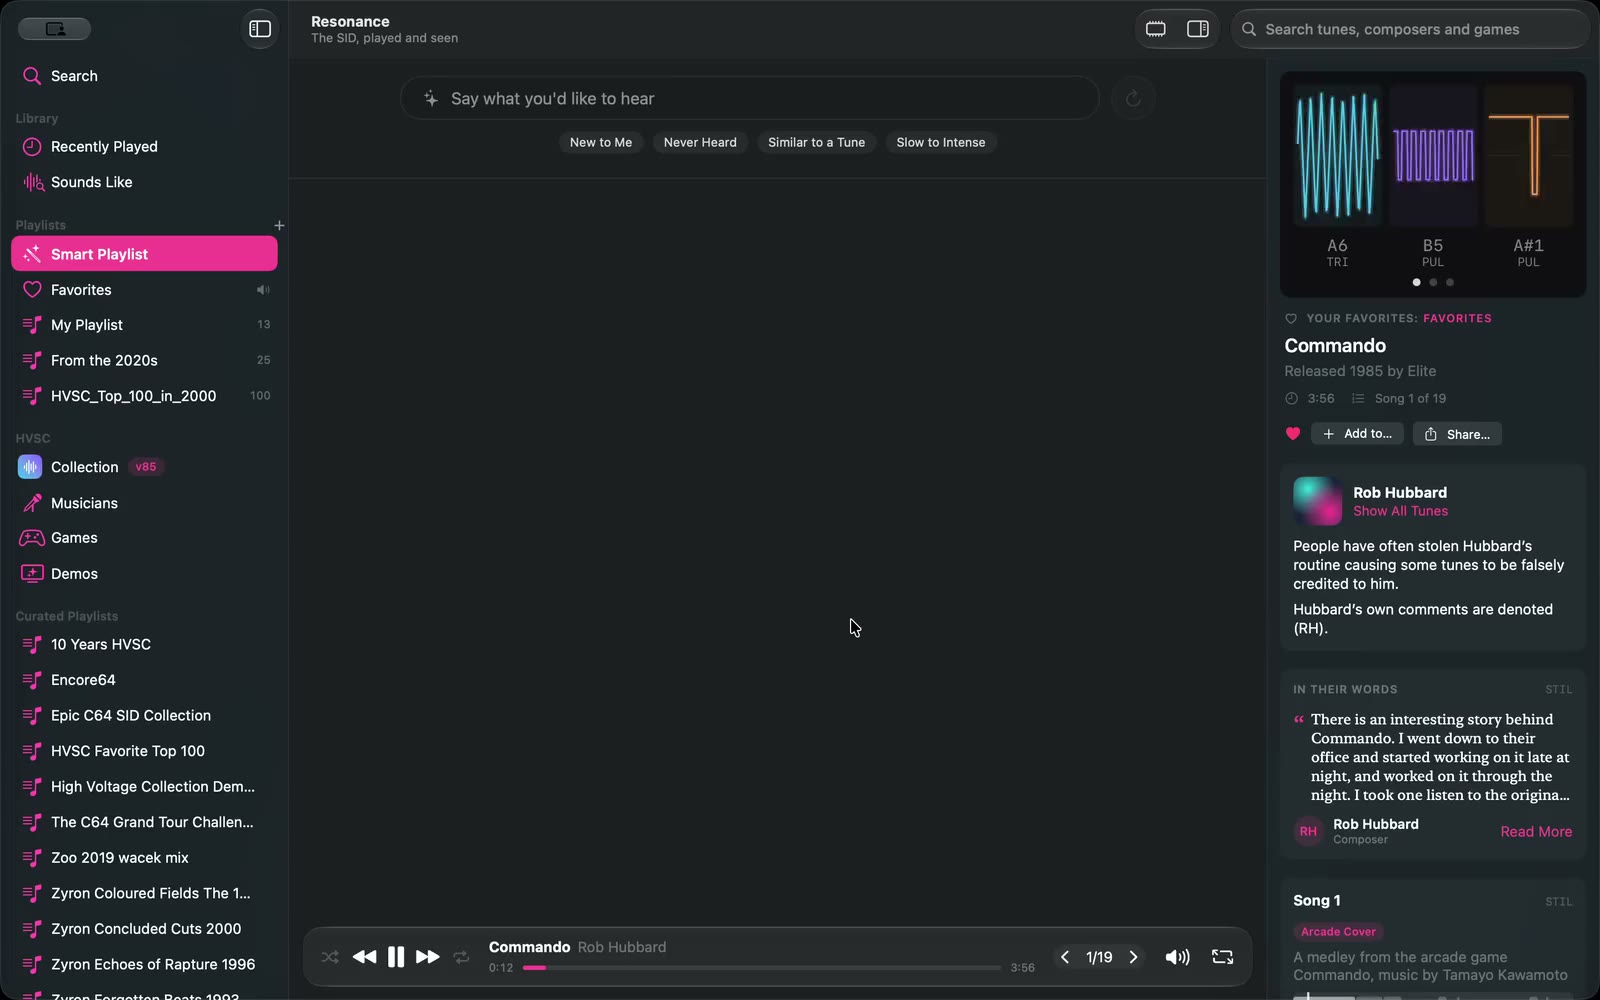 Resonance
The SID, played and seen
Search tunes, composers and games
Search
Library
Recently Played
Sounds Like
Playlists
+
Smart Playlist
Favorites
My Playlist 13
From the 2020s 25
HVSC_Top_100_in_2000 100
HVSC
Collection v85
Musicians
Games
Demos
Curated Playlists
10 Years HVSC
Encore64
Epic C64 SID Collection
HVSC Favorite Top 100
High Voltage Collection Dem...
The C64 Grand Tour Challen...
Zoo 2019 wacek mix
Zyron Coloured Fields The 1...
Zyron Concluded Cuts 2000
Zyron Echoes of Rapture 1996
Zyron Forgotten Beats 1993
Say what you'd like to hear
New to Me Never Heard Similar to a Tune Slow to Intense
Commando Rob Hubbard
0:12 3:56
1/19
A6 B5 A#1
TRI PUL PUL
YOUR FAVORITES: FAVORITES
Commando
Released 1985 by Elite
3:56 Song 1 of 19
+ Add to... Share...
Rob Hubbard
Show All Tunes
People have often stolen Hubbard's
routine causing some tunes to be falsely
credited to him.
Hubbard's own comments are denoted
(RH).
IN THEIR WORDS STIL
“ There is an interesting story behind
Commando. I went down to their
office and started working on it late at
night, and worked on it through the
night. I took one listen to the origina...
RH Rob Hubbard
Composer
Read More
Song 1 STIL
Arcade Cover
A medley from the arcade game
Commando, music by Tamayo Kawamoto